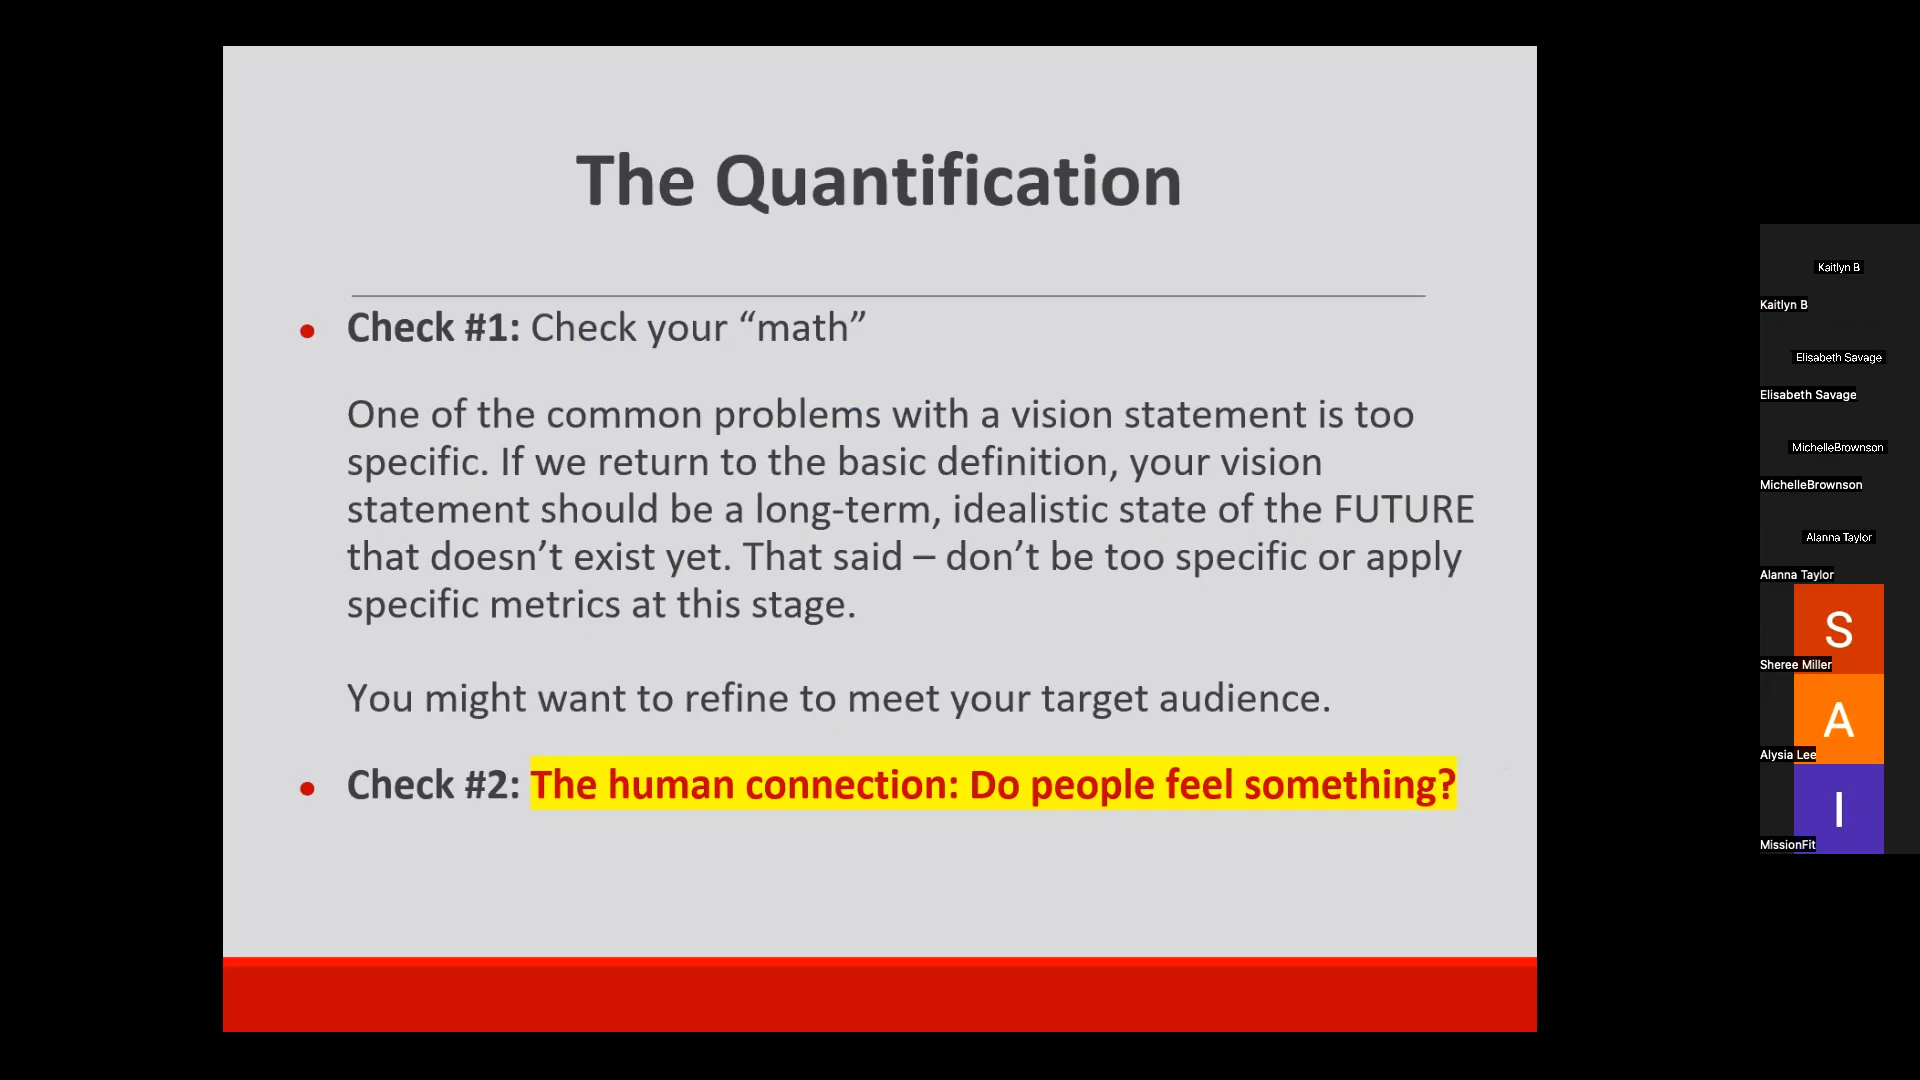 The Quantification
• Check #1: Check your “math”
One of the common problems with a vision statement is too
specific. If we return to the basic definition, your vision
statement should be a long-term, idealistic state of the FUTURE
that doesn’t exist yet. That said – don’t be too specific or apply
specific metrics at this stage.
You might want to refine to meet your target audience.
• Check #2: The human connection: Do people feel something?
Kaitlyn B
Kaitlyn B
Elisabeth Savage
Elisabeth Savage
MichelleBrownson
MichelleBrownson
Alanna Taylor
Alanna Taylor
S
Sheree Miller
A
Alysia Lee
I
MissionFit